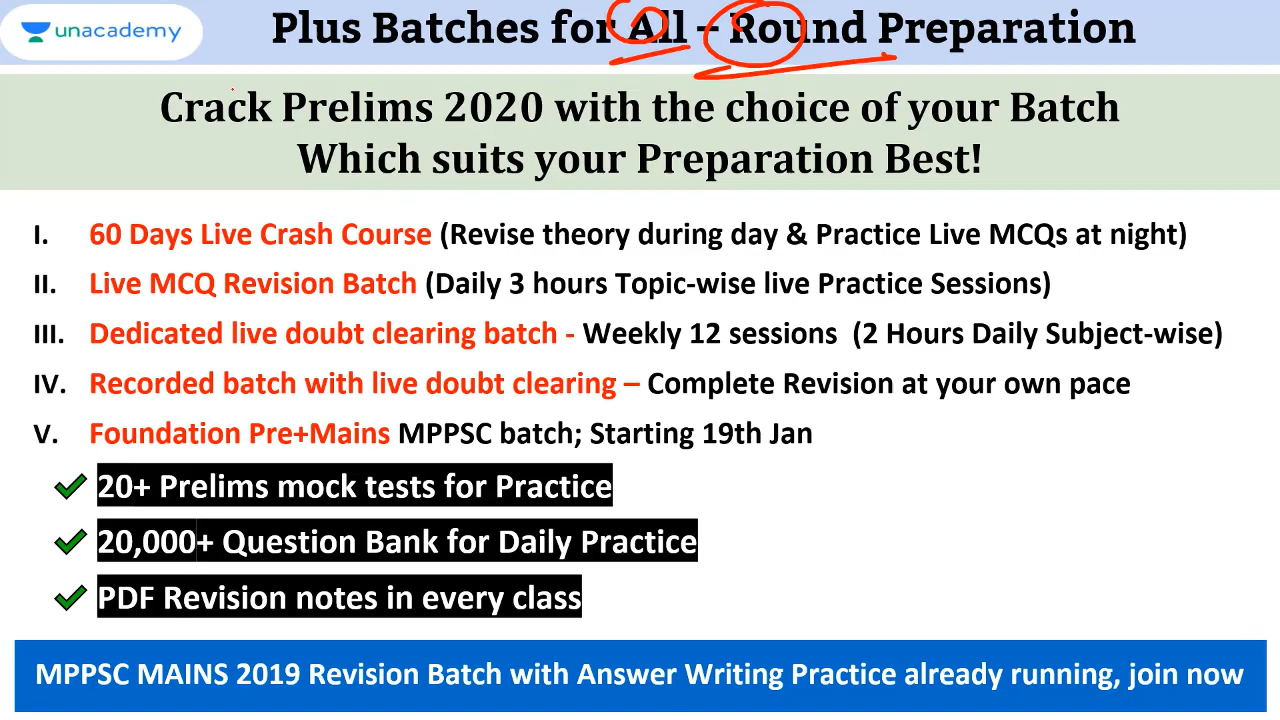 unacademy
Plus Batches for All – Round Preparation
Crack Prelims 2020 with the choice of your Batch
Which suits your Preparation Best!
I. 60 Days Live Crash Course (Revise theory during day & Practice Live MCQs at night)
II. Live MCQ Revision Batch (Daily 3 hours Topic-wise live Practice Sessions)
III. Dedicated live doubt clearing batch - Weekly 12 sessions (2 Hours Daily Subject-wise)
IV. Recorded batch with live doubt clearing – Complete Revision at your own pace
V. Foundation Pre+Mains MPPSC batch; Starting 19th Jan
20+ Prelims mock tests for Practice
20,000+ Question Bank for Daily Practice
PDF Revision notes in every class
MPPSC MAINS 2019 Revision Batch with Answer Writing Practice already running, join now